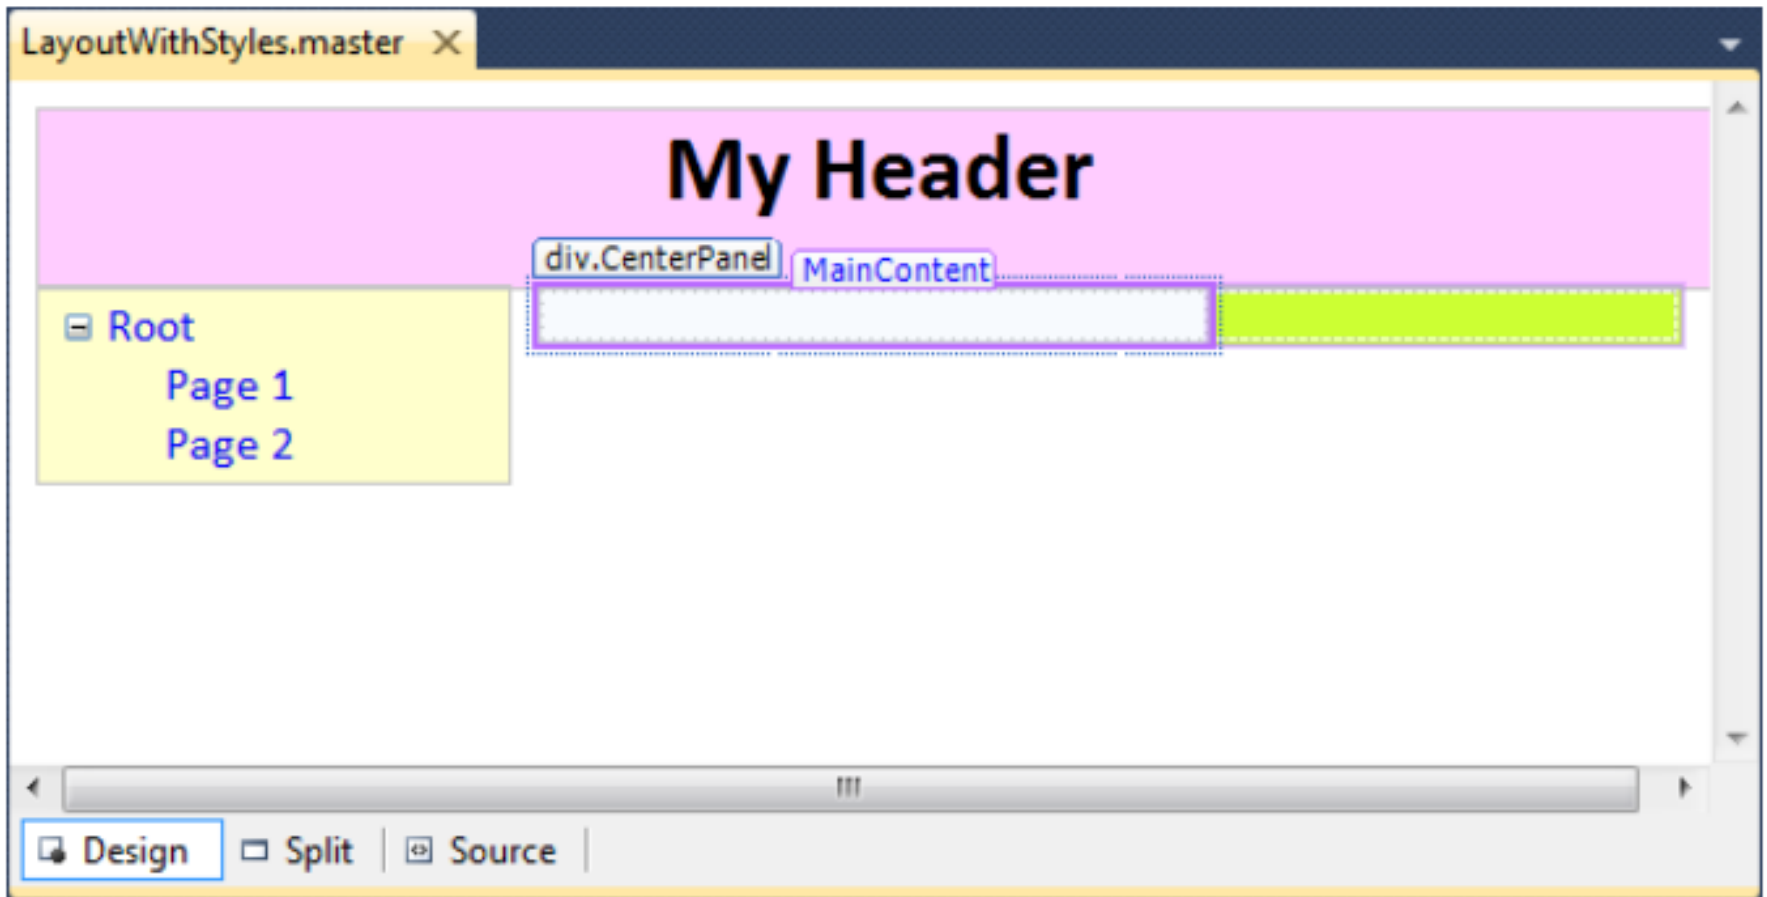 LayoutWithStyles.master
My Header
div.CenterPanel
MainContent
Root
Page 1
Page 2
Design
Split
Source